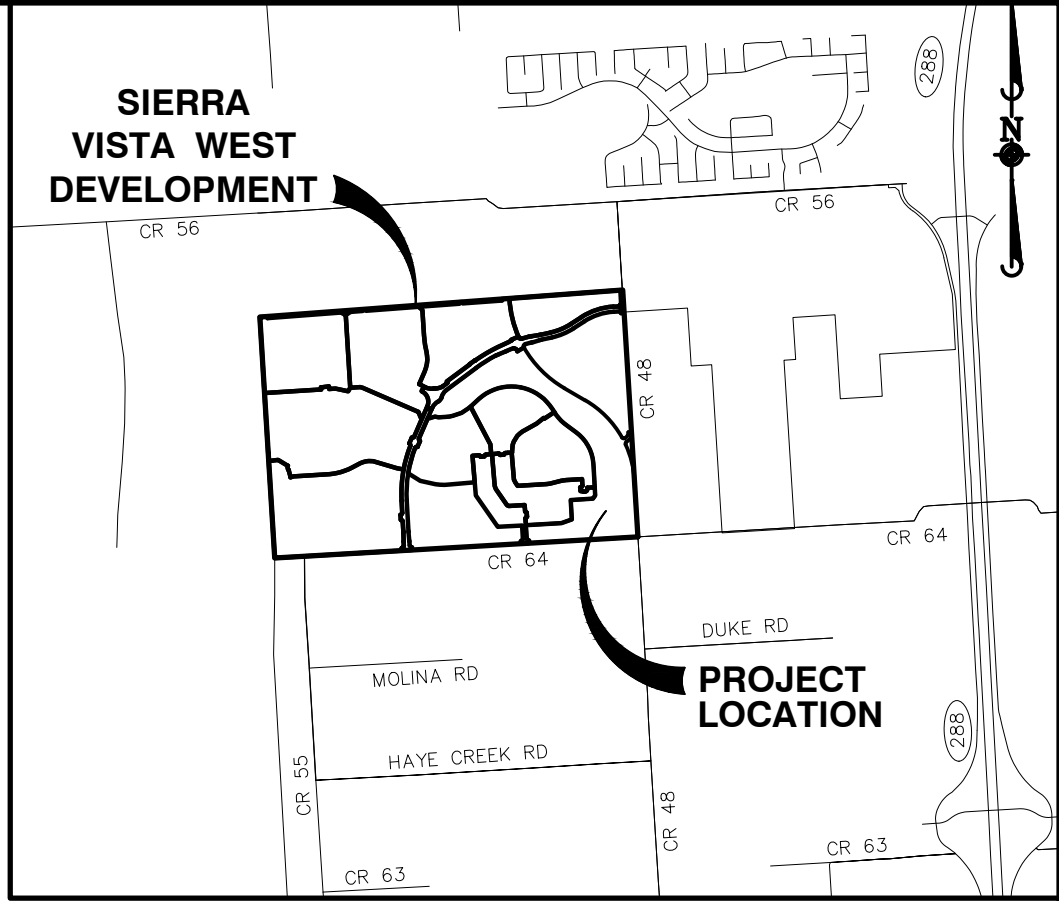 288
SIERRA
VISTA WEST
DEVELOPMENT
N
CR 56
CR 56
CR 48
CR 64
CR 64
DUKE RD
MOLINA RD
PROJECT
LOCATION
288
HAYE CREEK RD
CR 55
CR 48
CR 63
CR 63